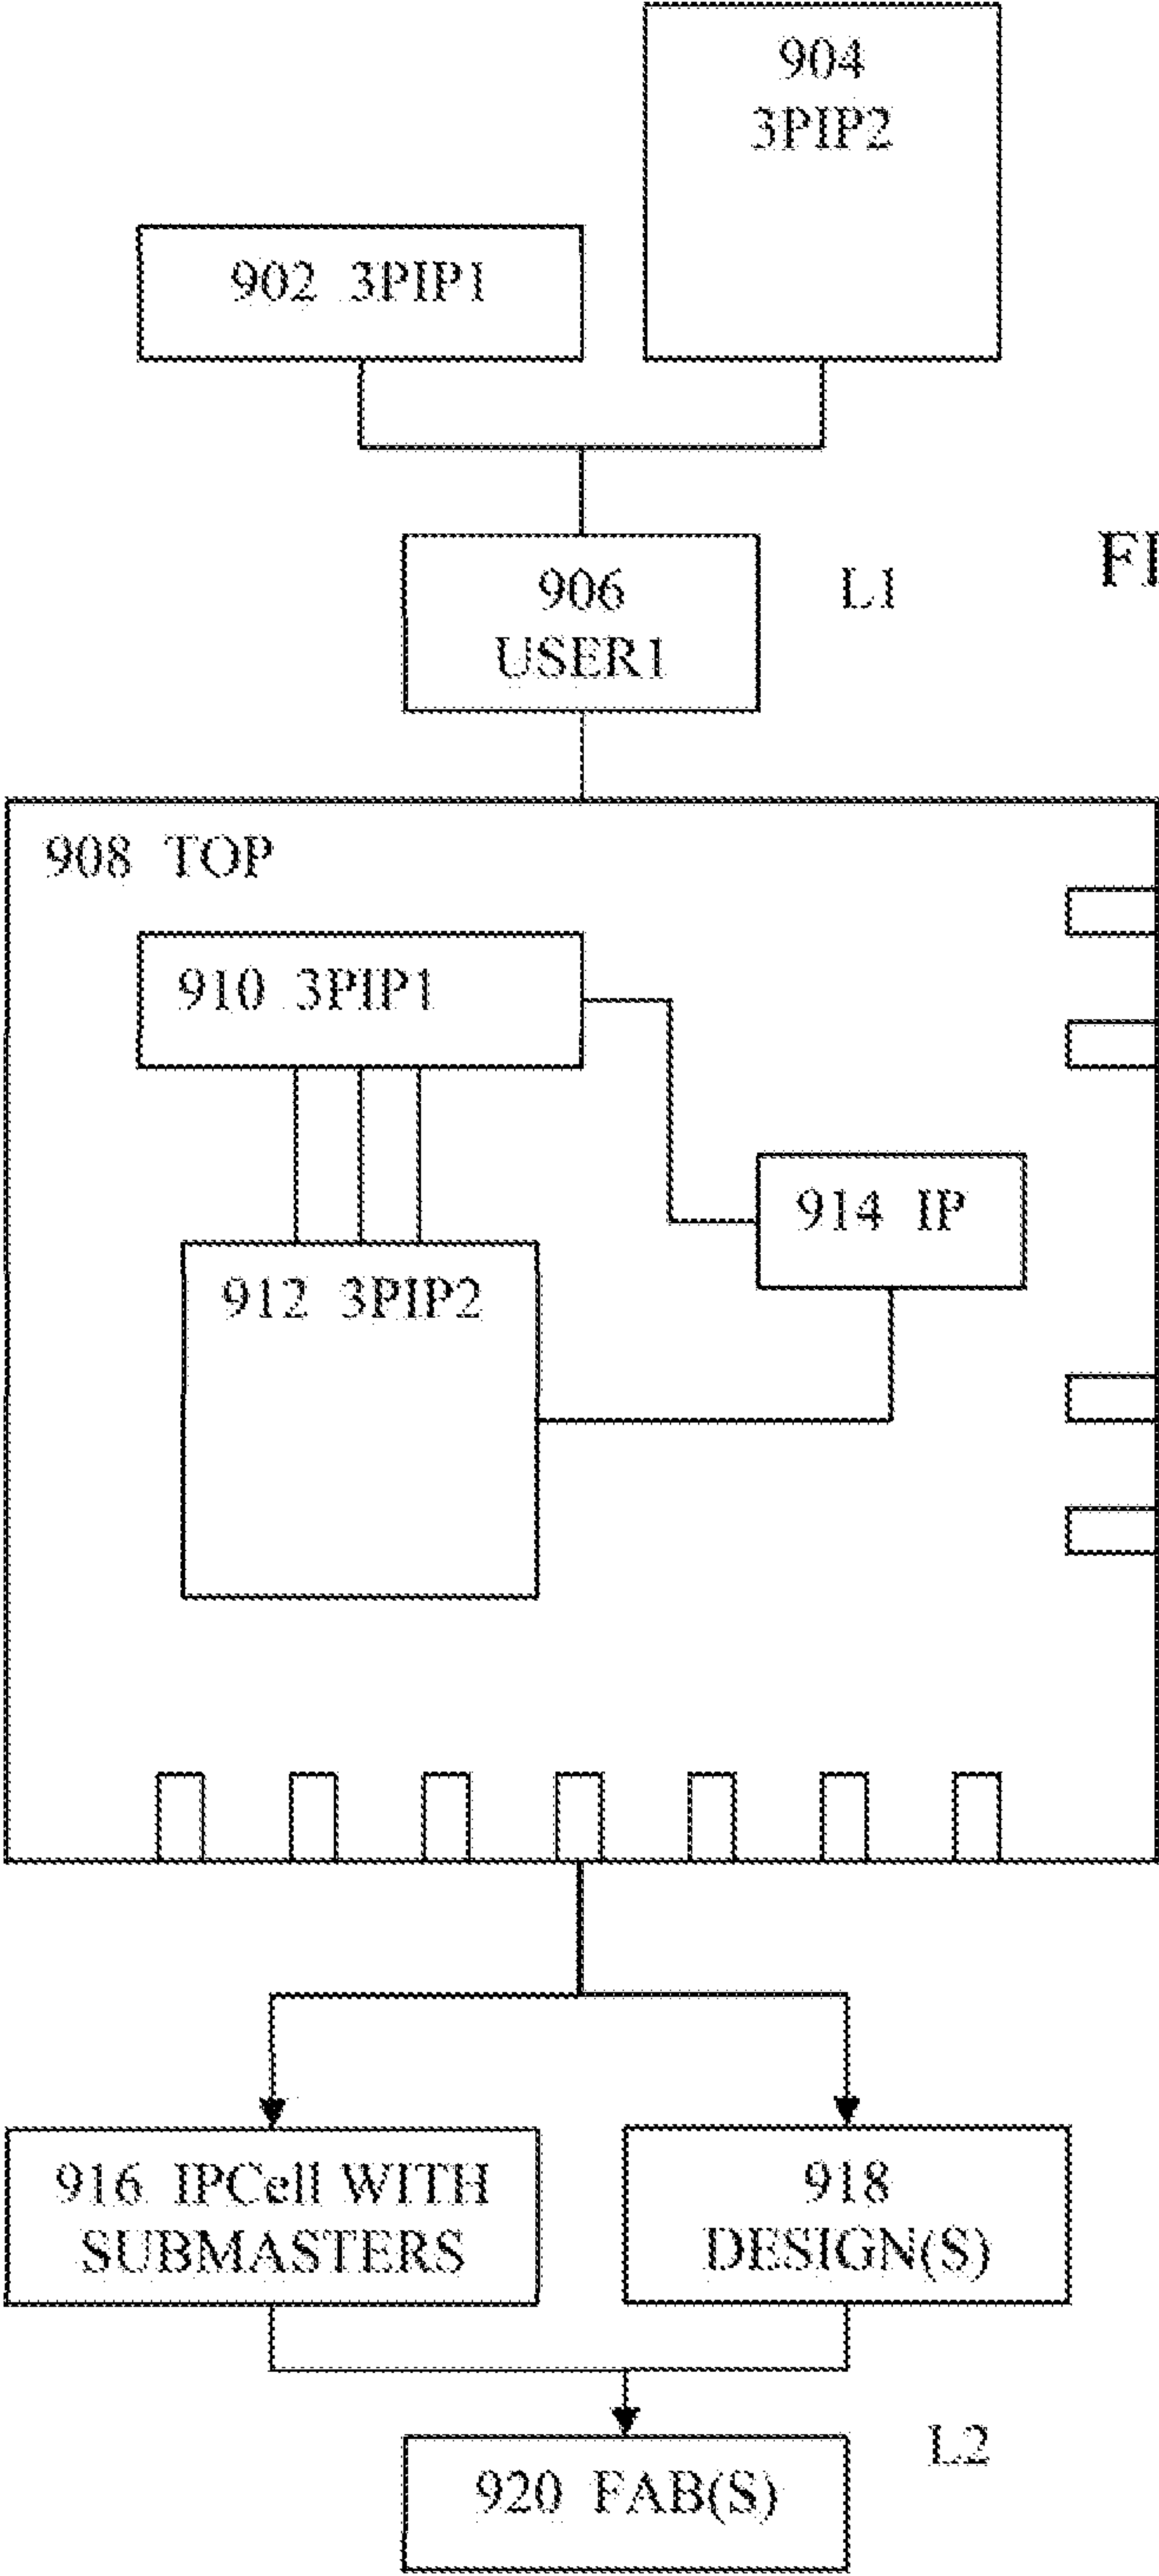 904
3PIP2
902 3PIP1
906
USER1
L1
FI
908 TOP
910 3PIP1
914 IP
912 3PIP2
916 IPCell WITH
SUBMASTERS
918
DESIGN(S)
L2
920 FAB(S)